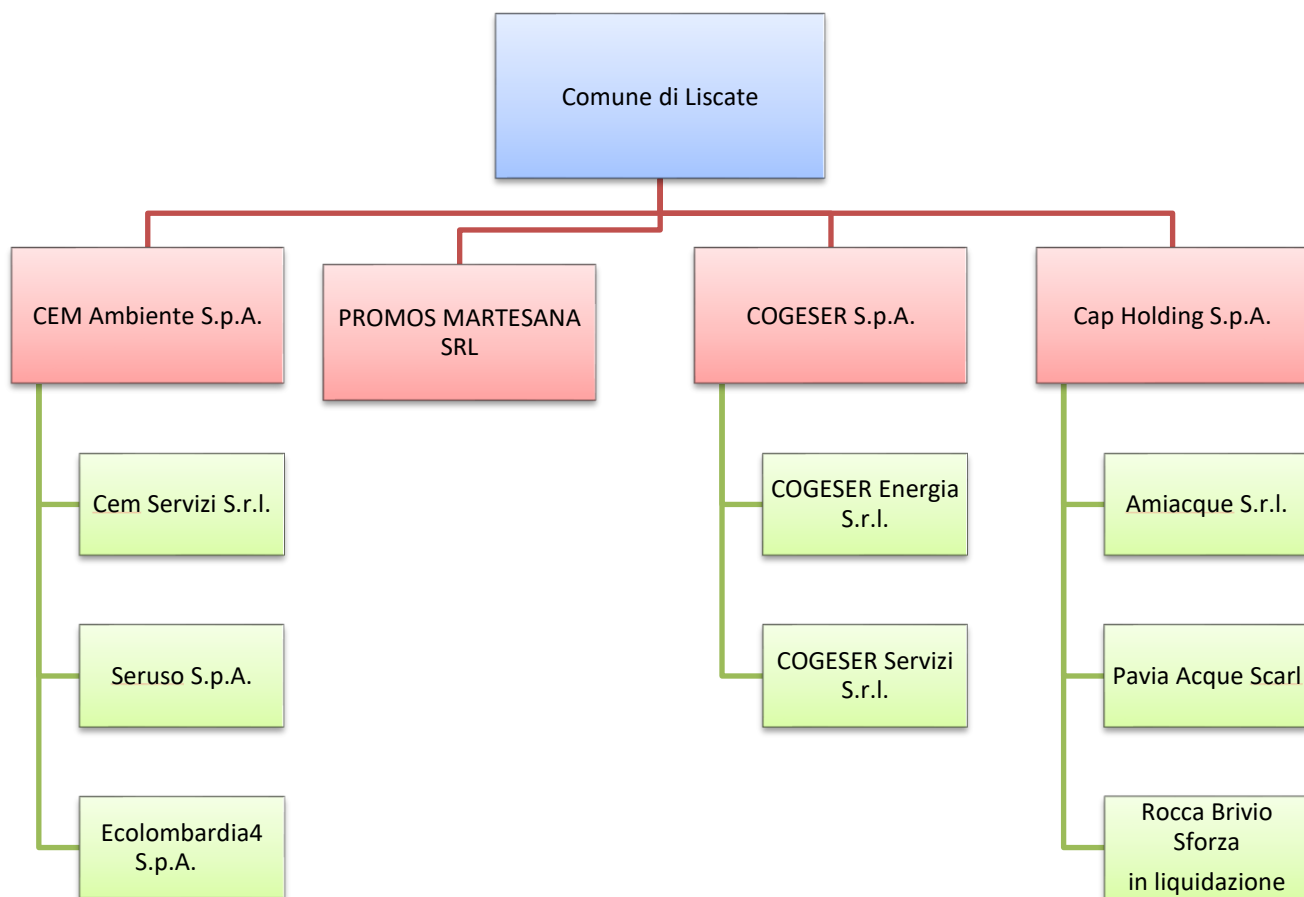 Comune di Liscate
CEM Ambiente S.p.A.
PROMOS MARTESANA
SRL
COGESER S.p.A.
Cap Holding S.p.A.
Cem Servizi S.r.l.
Seruso S.p.A.
Ecolombardia4
S.p.A.
COGESER Energia
S.r.l.
COGESER Servizi
S.r.l.
Amiacque S.r.l.
Pavia Acque Scarl
Rocca Brivio
Sforza
in liquidazione